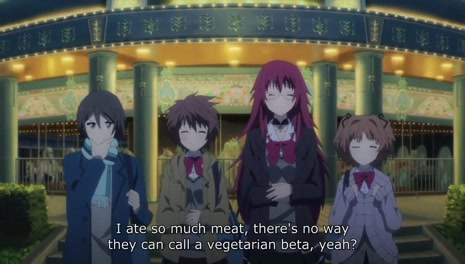 I ate so much meat, there's no way
they can call a vegetarian beta, yeah?